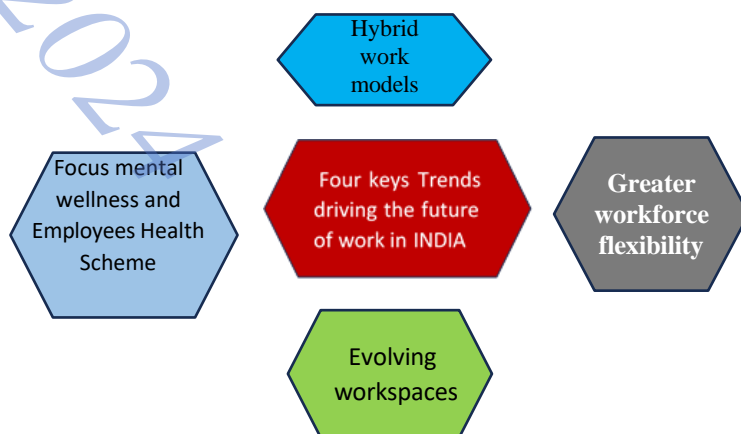 2024
Hybrid
work
models
Focus mental
wellness and
Employees Health
Scheme
Four keys Trends
driving the future
of work in INDIA
Greater
workforce
flexibility
Evolving
workspaces